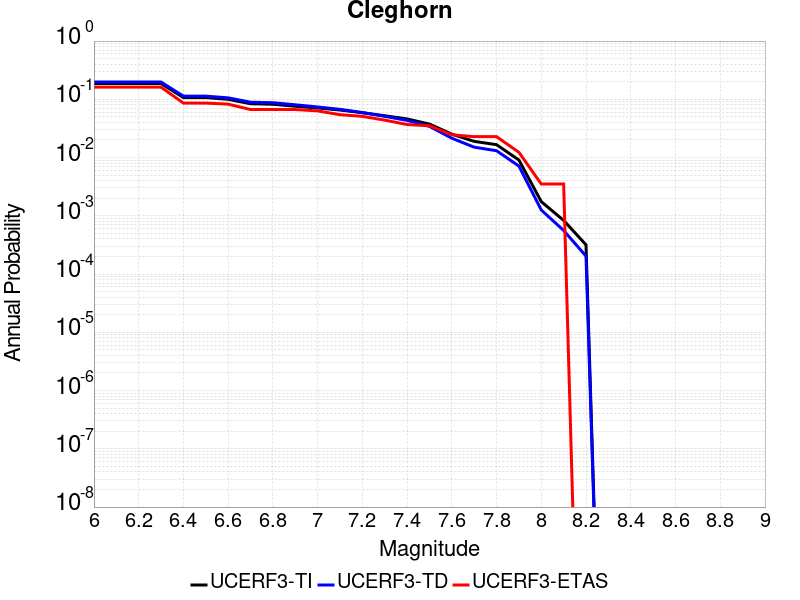 Cleghorn
10^0
10^-1
10^-2
10^-3
10^-4
10^-5
10^-6
10^-7
10^-8
Annual Probability
6 6.2 6.4 6.6 6.8 7 7.2 7.4 7.6 7.8 8 8.2 8.4 8.6 8.8 9
Magnitude
UCERF3-TI UCERF3-TD UCERF3-ETAS